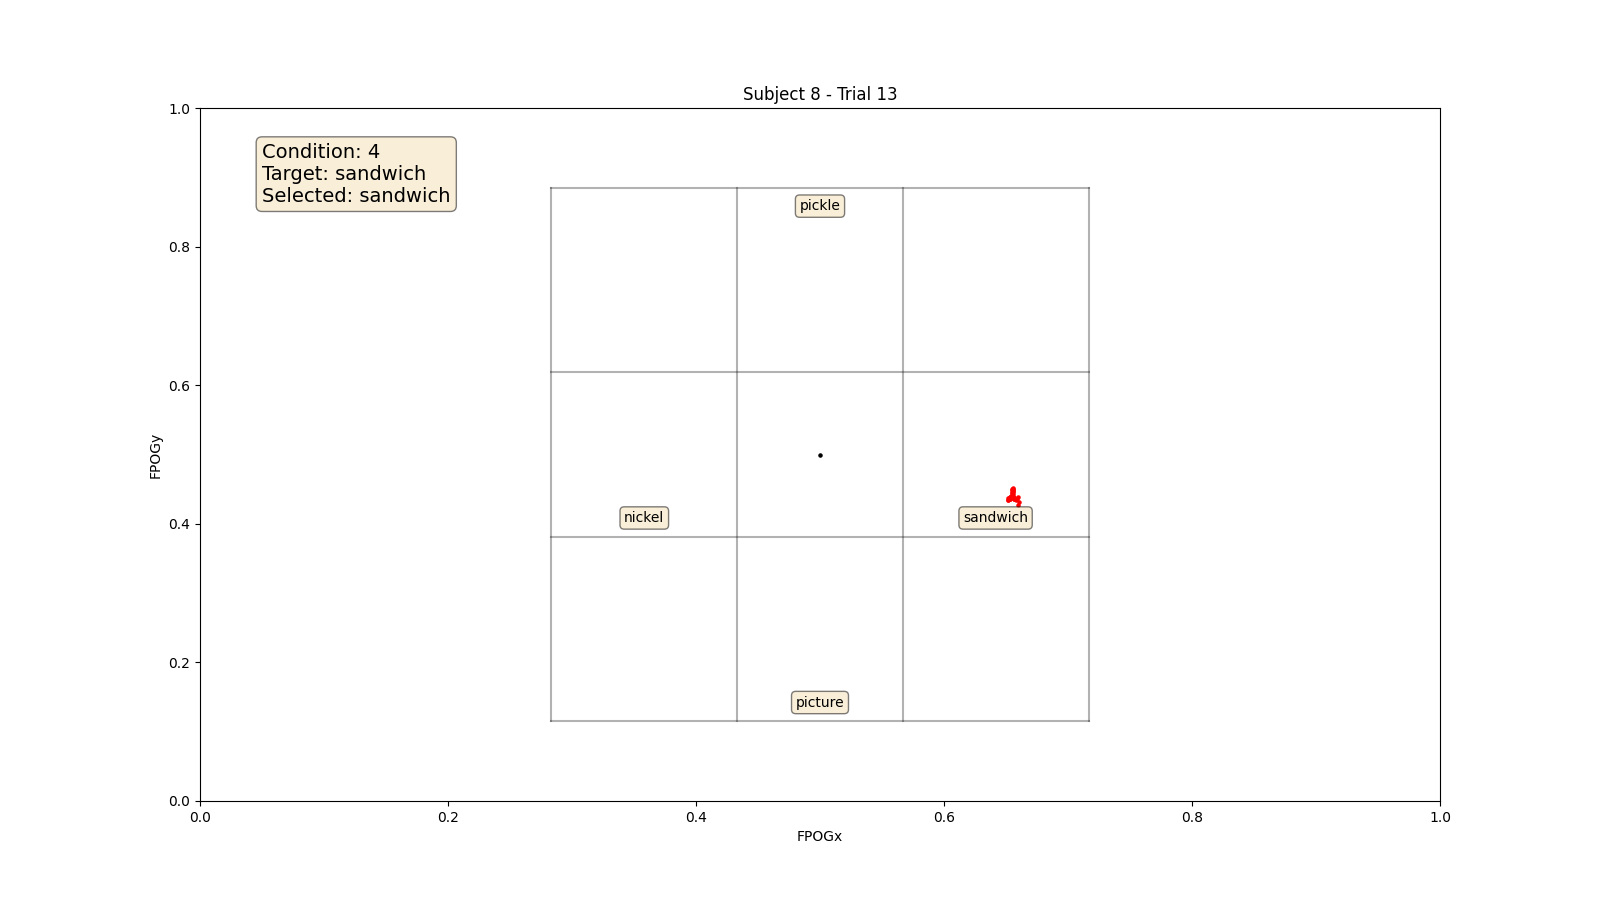 Subject 8 - Trial 13
1.0
Condition: 4
Target: sandwich
Selected: sandwich
pickle
0.8
0.6
FPOGy
nickel
sandwich
0.4
0.2
picture
0.0
0.0
0.2
0.4
0.6
0.8
1.0
FPOGx